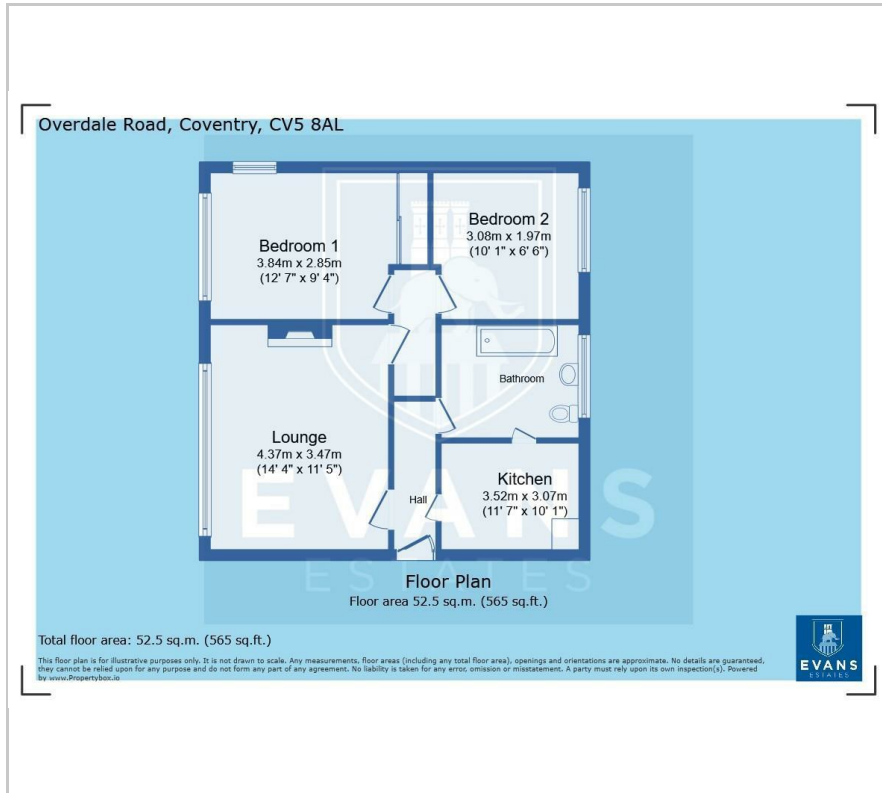 Overdale Road, Coventry, CV5 8AL
Bedroom 1
3.84m x 2.85m
(12' 7" x 9' 4")
Bedroom 2
3.08m x 1.97m
(10' 1" x 6' 6")
Bathroom
Lounge
4.37m x 3.47m
(14' 4" x 11' 5")
Hall
Kitchen
3.52m x 3.07m
(11' 7" x 10' 1")
EVANS
ESTATES
Floor Plan
Floor area 52.5 sq.m. (565 sq.ft.)
Total floor area: 52.5 sq.m. (565 sq.ft.)
This floor plan is for illustrative purposes only. It is not drawn to scale. Any measurements, floor areas (including any total floor area), openings and orientations are approximate. No details are guaranteed,
they cannot be relied upon for any purpose and do not form any part of any agreement. No liability is taken for any error, omission or misstatement. A party must rely upon its own inspection(s). Powered
by www.Propertybox.io
EVANS
ESTATES